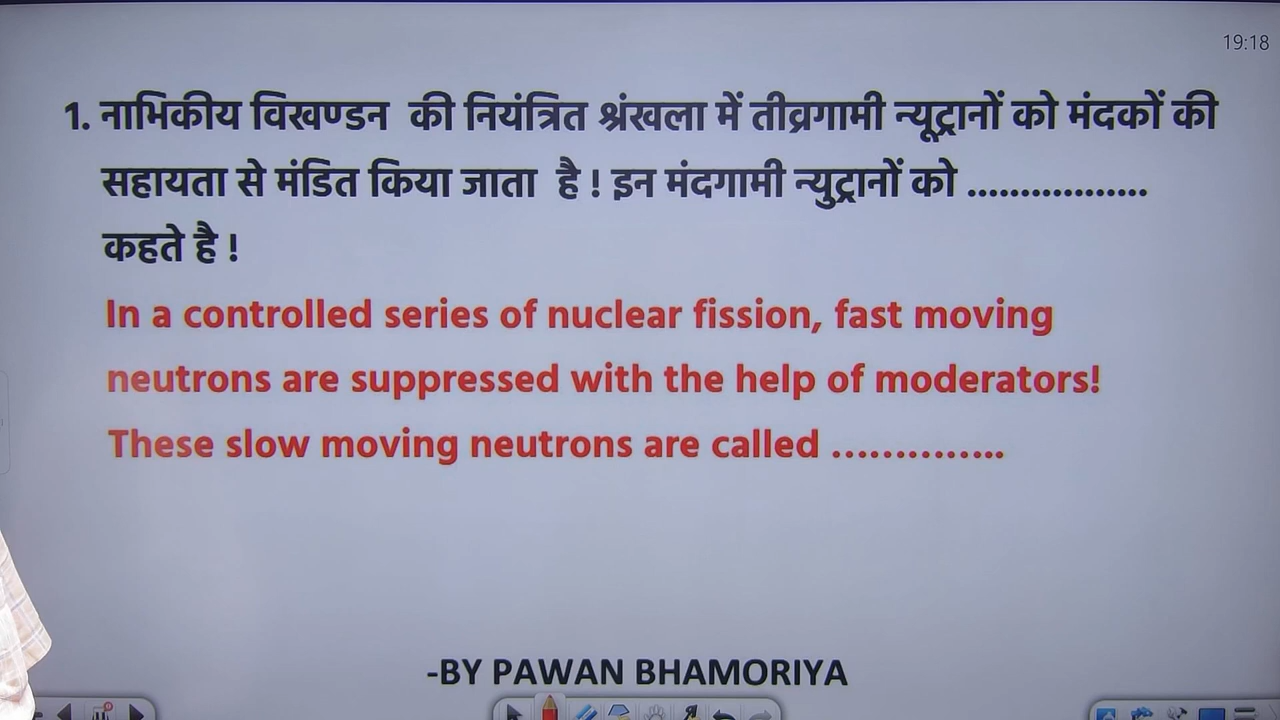 19:18
1. नाभिकीय विखण्डन की नियंत्रित श्रंखला में तीव्रगामी न्यूट्रानों को मंदकों की
सहायता से मंडित किया जाता है ! इन मंदगामी न्युट्रानों को .................
कहते है !
In a controlled series of nuclear fission, fast moving
neutrons are suppressed with the help of moderators!
These slow moving neutrons are called …………..
-BY PAWAN BHAMORIYA